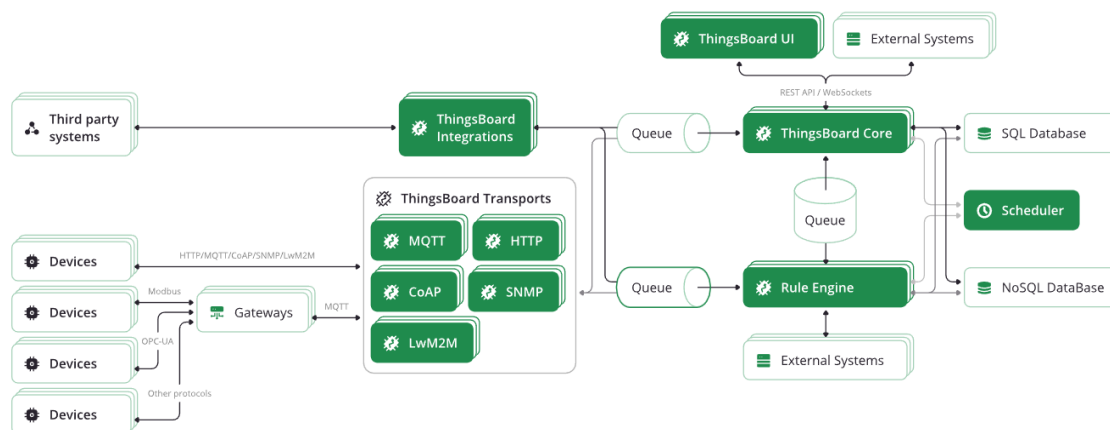 ThingsBoard UI
External Systems
REST API / WebSockets
Third party
systems
ThingsBoard
Integrations
Queue
ThingsBoard Core
SQL Database
ThingsBoard Transports
MQTT
HTTP
CoAP
SNMP
LwM2M
Queue
Scheduler
Devices
HTTP/MQTT/CoAP/SNMP/LwM2M
Devices
Modbus
Gateways
MQTT
OPC-UA
Devices
Other protocols
Devices
Queue
Rule Engine
NoSQL DataBase
External Systems